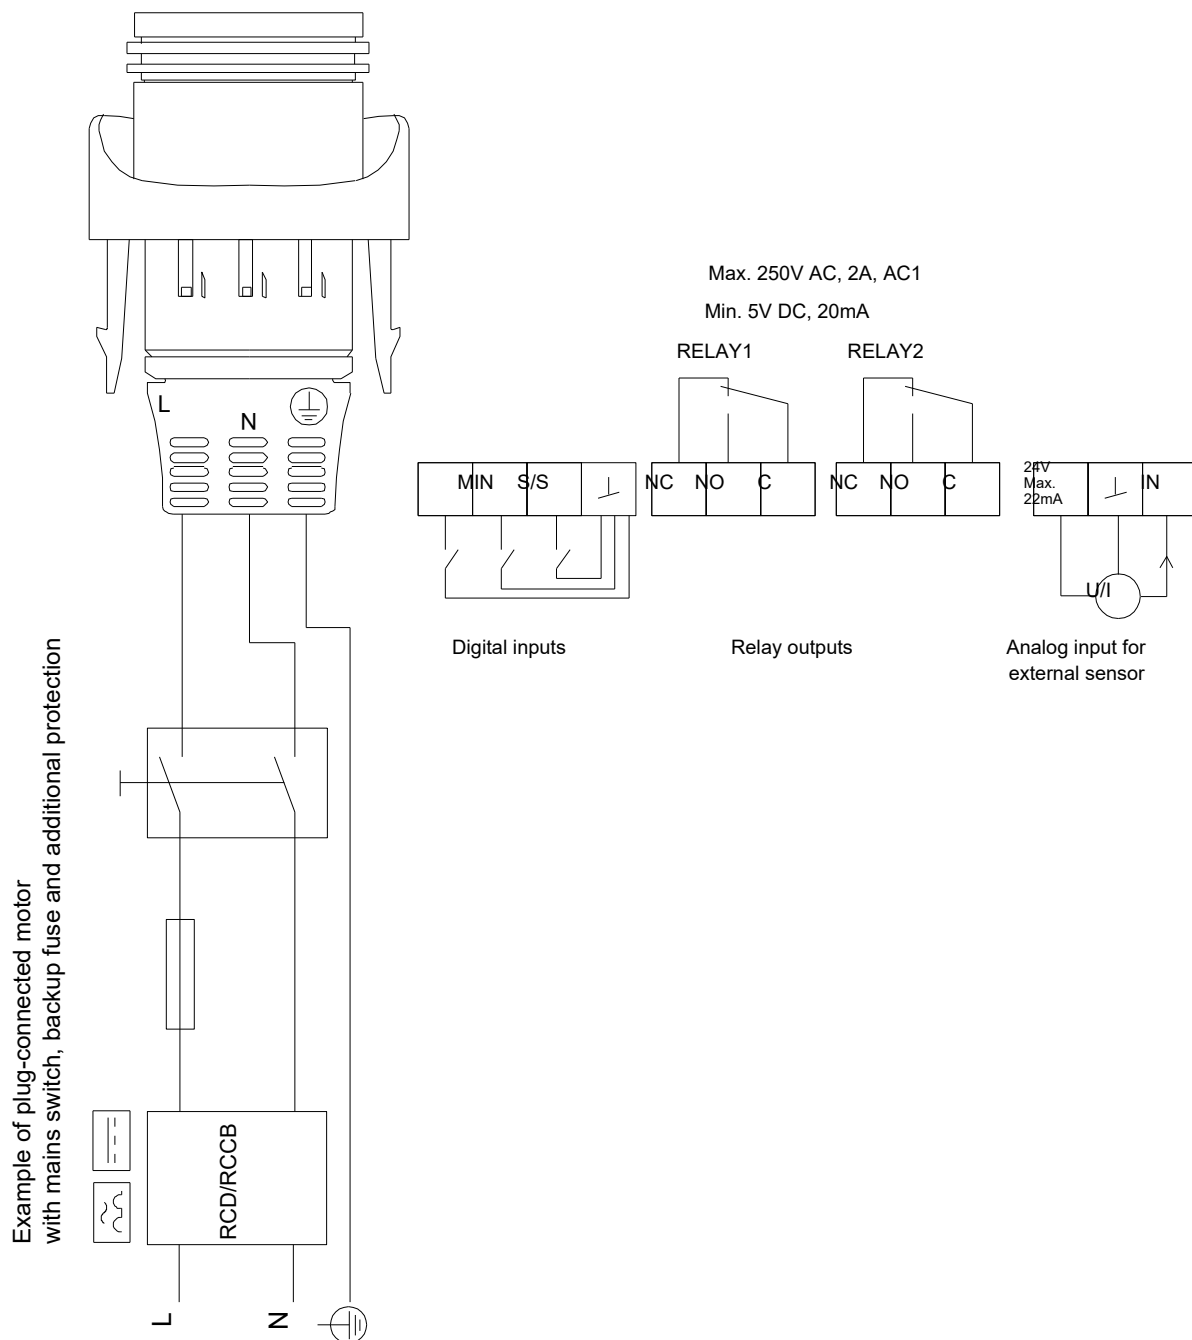 Max. 250V AC, 2A, AC1
Min. 5V DC, 20mA
RELAY1
RELAY2
L
N
MIN
S/S
NC
NO
C
NC
NO
C
24V
Max.
22mA
IN
U/I
Digital inputs
Relay outputs
Analog input for
external sensor
Example of plug-connected motor
with mains switch, backup fuse and additional protection
RCD/RCCB
L
N